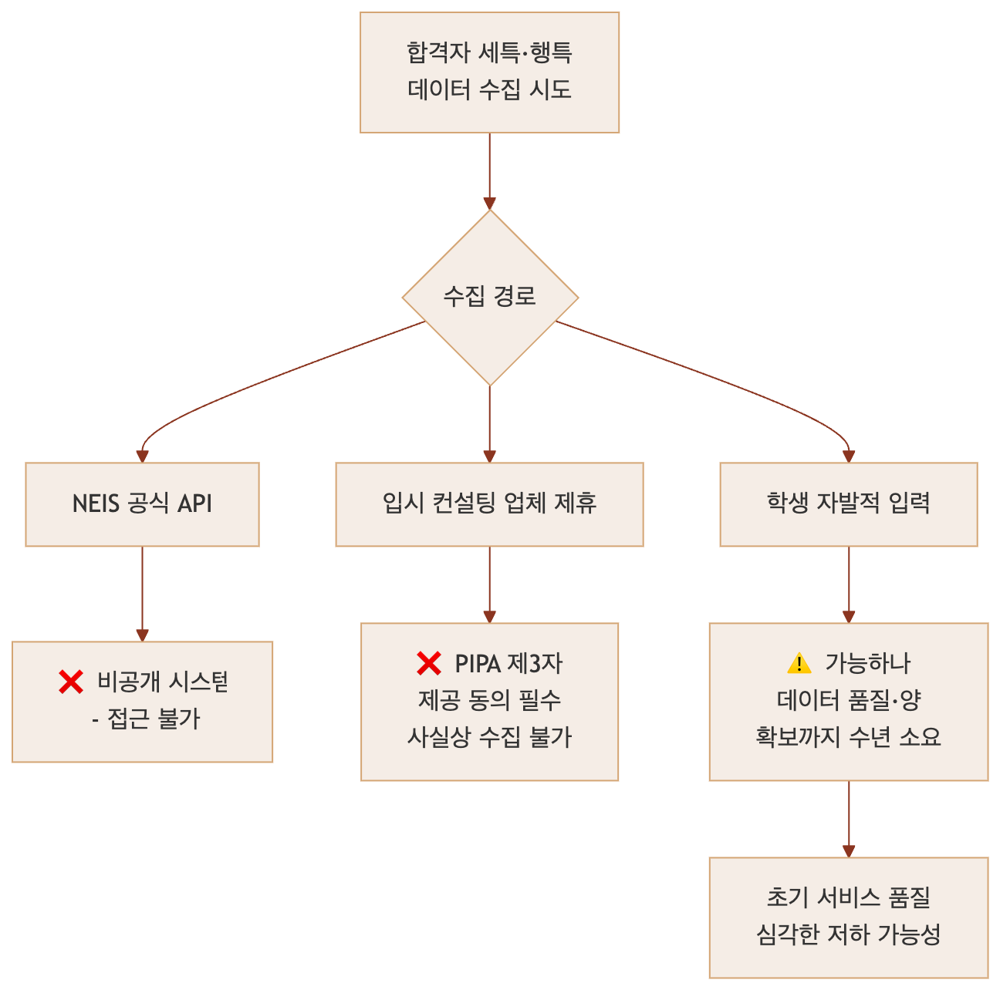 합격자 세특·행특
데이터 수집 시도
수집 경로
NEIS 공식 API
입시 컨설팅 업체 제휴
학생 자발적 입력
❌ 비공개 시스템
- 접근 불가
❌ PIPA 제3자
제공 동의 필수
사실상 수집 불가
⚠️ 가능하나
데이터 품질·양
확보까지 수년 소요
초기 서비스 품질
심각한 저하 가능성